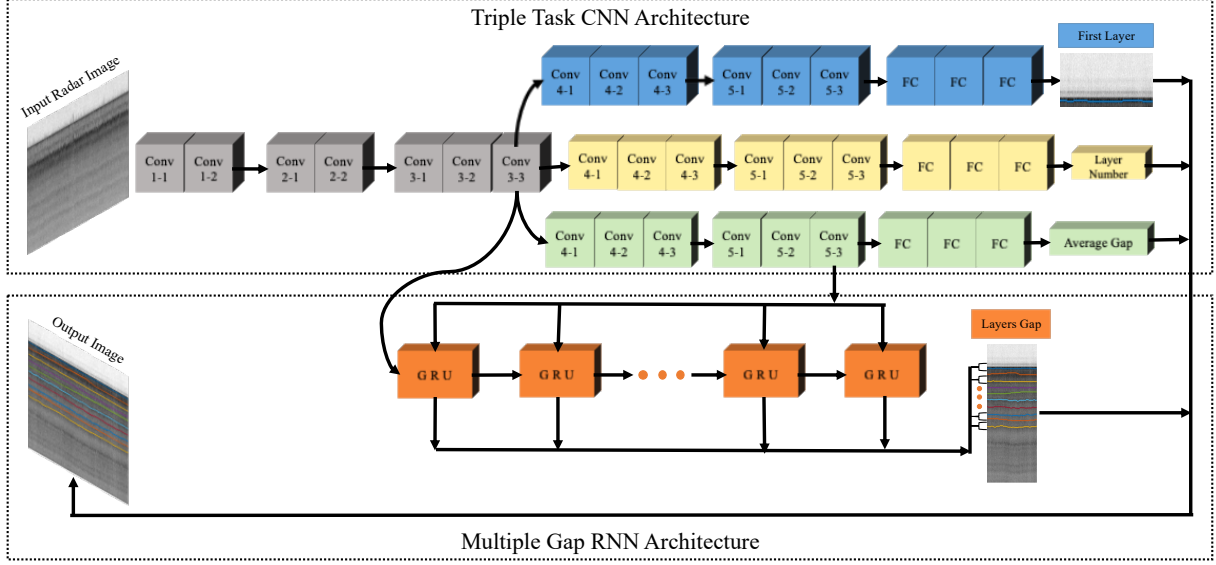 Triple Task CNN Architecture
Input Radar Image
Conv
1-1
Conv
1-2
Conv
2-1
Conv
2-2
Conv
3-1
Conv
3-2
Conv
3-3
Conv
4-1
Conv
4-2
Conv
4-3
Conv
5-1
Conv
5-2
Conv
5-3
FC
FC
FC
First Layer
Conv
4-1
Conv
4-2
Conv
4-3
Conv
5-1
Conv
5-2
Conv
5-3
FC
FC
FC
Layer
Number
Conv
4-1
Conv
4-2
Conv
4-3
Conv
5-1
Conv
5-2
Conv
5-3
FC
FC
FC
Average Gap
Output Image
G R U
G R U
G R U
G R U
Layers Gap
Multiple Gap RNN Architecture